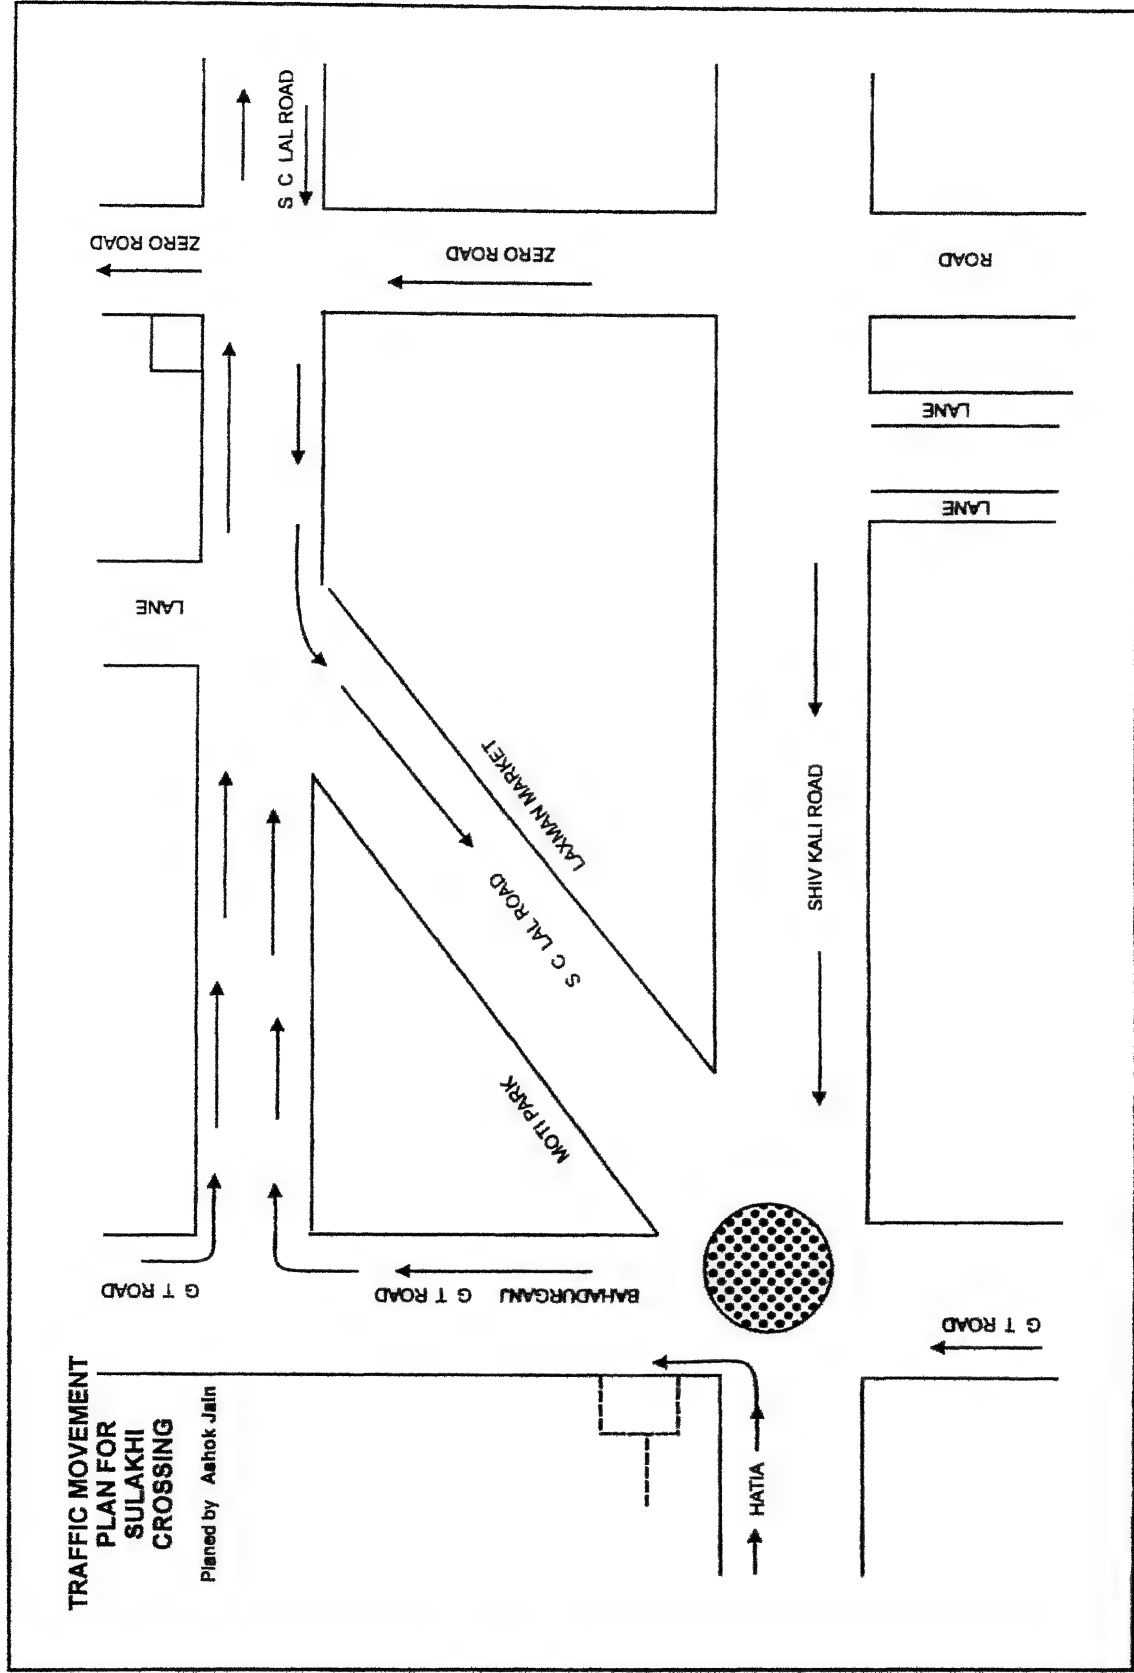 TRAFFIC MOVEMENT
PLAN FOR
SULAKHI
CROSSING
Planed by Ashok Jain
G T ROAD
LANE
ZERO ROAD
S C LAL ROAD
BAHADURGANJ G T ROAD
MOTI PARK
S C LAL ROAD
LAXMAN MARKET
ZERO ROAD
HATIA
SHIV KALI ROAD
G T ROAD
LANE
LANE
ROAD